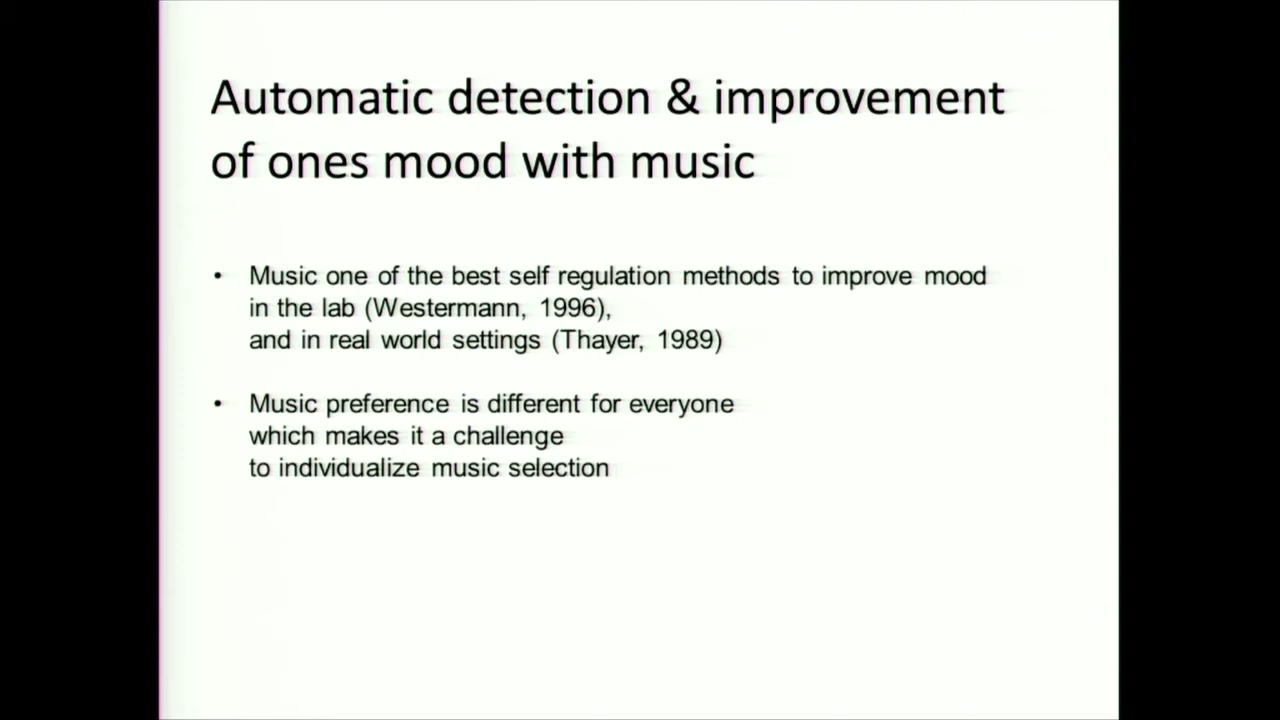 Automatic detection & improvement
of ones mood with music
• Music one of the best self regulation methods to improve mood
in the lab (Westermann, 1996),
and in real world settings (Thayer, 1989)
• Music preference is different for everyone
which makes it a challenge
to individualize music selection